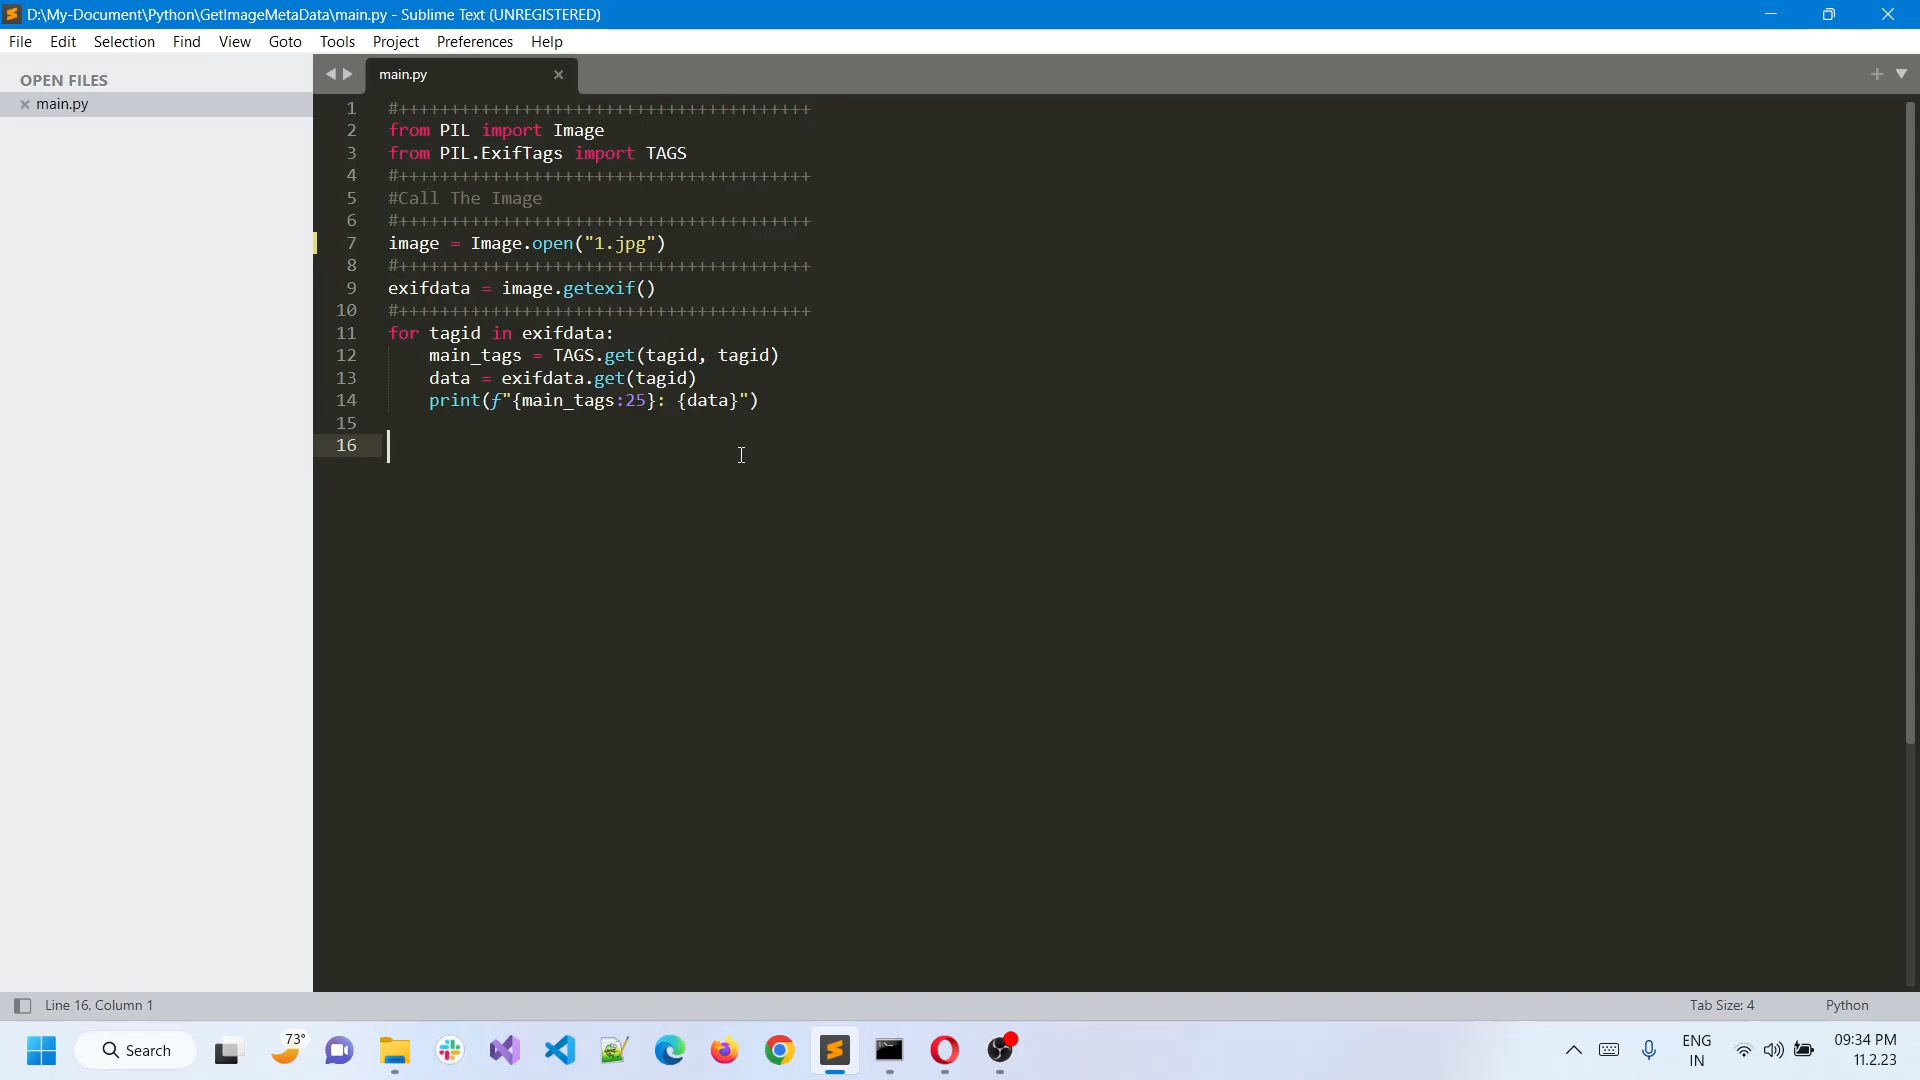 D:\My-Document\Python\GetImageMetaData\main.py - Sublime Text (UNREGISTERED)
File Edit Selection Find View Goto Tools Project Preferences Help
OPEN FILES
main.py
main.py
1 #++++++++++++++++++++++++++++++++++++++++
2 from PIL import Image
3 from PIL.ExifTags import TAGS
4 #++++++++++++++++++++++++++++++++++++++++
5 #Call The Image
6 #++++++++++++++++++++++++++++++++++++++++
7 image = Image.open("1.jpg")
8 #++++++++++++++++++++++++++++++++++++++++
9 exifdata = image.getexif()
10 #++++++++++++++++++++++++++++++++++++++++
11 for tagid in exifdata:
12     main_tags = TAGS.get(tagid, tagid)
13     data = exifdata.get(tagid)
14     print(f"{main_tags:25}: {data}")
15
16
Line 16, Column 1 Tab Size: 4 Python
Search 73° ENG IN 09:34 PM 11.2.23